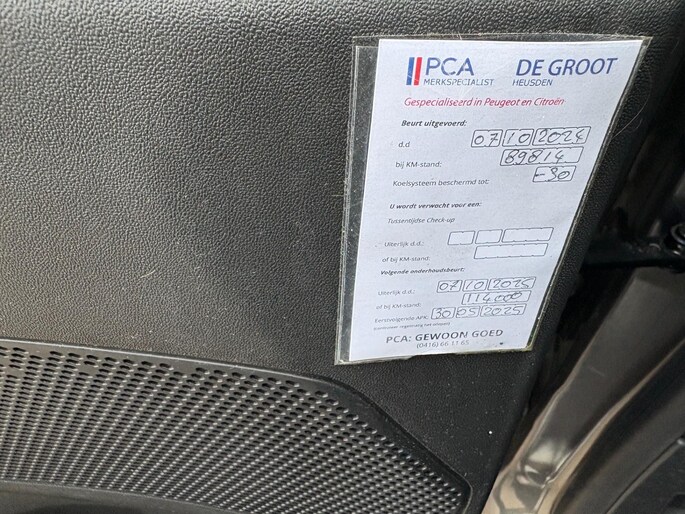 PCA DE GROOT
MERKSPECIALIST HEUSDEN
Gespecialiseerd in Peugeot en Citroën
Beurt uitgevoerd:
d.d 07 10 2024
bij KM-stand: 89814
Koelsysteem beschermd tot: -30
U wordt verwacht voor een:
Tussentijdse Check-up
Uiterlijk d.d.:
of bij KM-stand:
Volgende onderhoudsbeurt:
Uiterlijk d.d.: 07 10 2025
of bij KM-stand: 114.000
Eerstvolgende APK: 30 05 2025
PCA: GEWOON GOED
(0416) 66 11 65